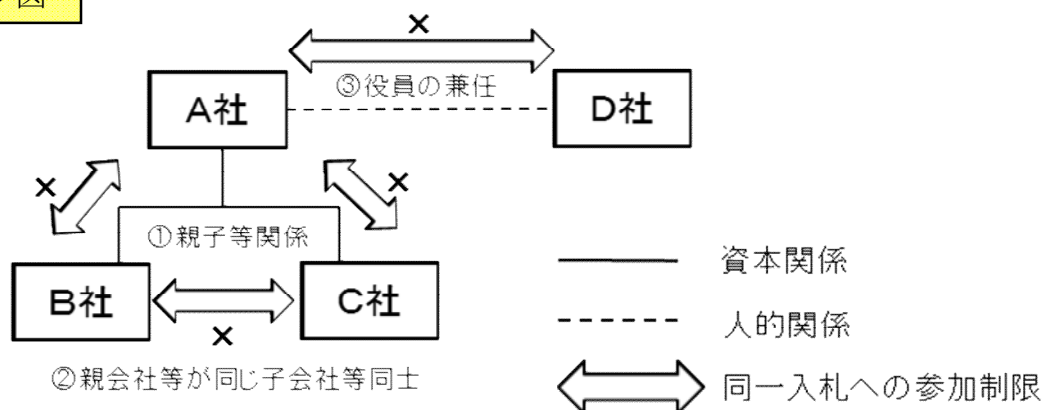 図
×
③役員の兼任
A社
D社
×
×
①親子等関係
B社
C社
×
②親会社等が同じ子会社等同士
資本関係
人的関係
同一入札への参加制限